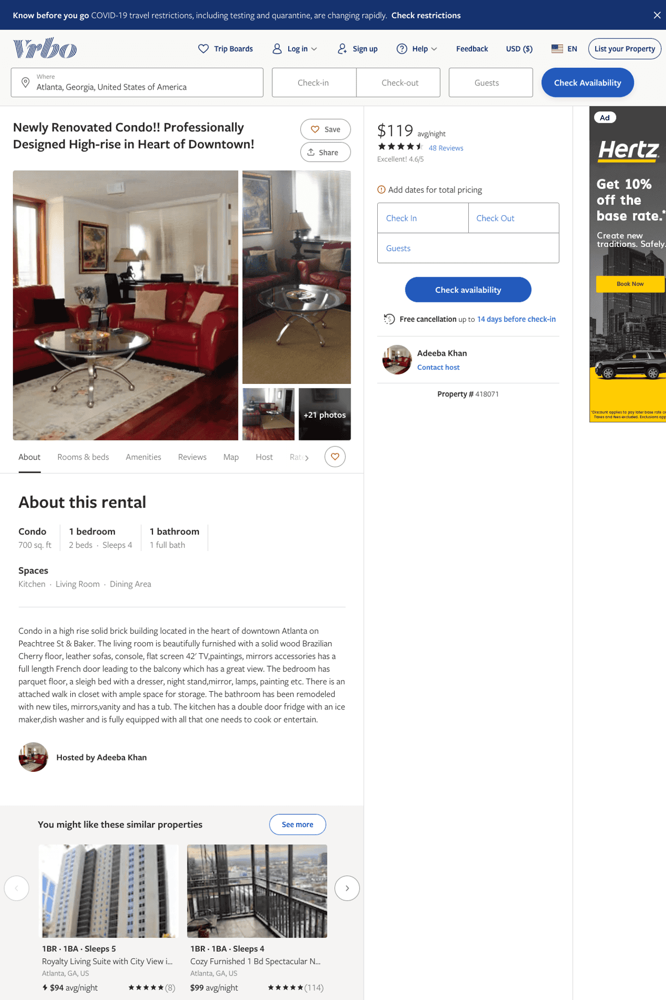 Know before you go COVID-19 travel restrictions, including testing and quarantine, are changing rapidly. Check restrictions
Vrbo
Trip Boards
Log in
Sign up
Help
Feedback
USD ($)
EN
List your Property
Where
Atlanta, Georgia, United States of America
Check-in
Check-out
Guests
Check Availability
Newly Renovated Condo!! Professionally
Designed High-rise in Heart of Downtown!
Save
Share
+21 photos
$119 avg/night
48 Reviews
Excellent! 4.6/5
Add dates for total pricing
Check In
Check Out
Guests
Check availability
Free cancellation up to 14 days before check-in
Adeeba Khan
Contact host
Property # 418071
Ad
Hertz
Get 10%
off the
base rate.*
Create new
traditions. Safely.
Book Now
*Discount applies to pay later base rate
Taxes and fees excluded. Exclusions
About
Rooms & beds
Amenities
Reviews
Map
Host
About this rental
Condo
700 sq. ft
1 bedroom
2 beds · Sleeps 4
1 bathroom
1 full bath
Spaces
Kitchen · Living Room · Dining Area
Condo in a high rise solid brick building located in the heart of downtown Atlanta on
Peachtree St & Baker. The living room is beautifully furnished with a solid wood Brazilian
Cherry floor, leather sofas, console, flat screen 42' TV,paintings, mirrors accessories has a
full length French door leading to the balcony which has a great view. The bedroom has
parquet floor, a sleigh bed with a dresser, night stand,mirror, lamps, painting etc. There is an
attached walk in closet with ample space for storage. The bathroom has been remodeled
with new tiles, mirrors,vanity and has a tub. The kitchen has a double door fridge with an ice
maker,dish washer and is fully equipped with all that one needs to cook or entertain.
Hosted by Adeeba Khan
You might like these similar properties
See more
1BR · 1BA · Sleeps 5
Royalty Living Suite with City View i...
Atlanta, GA, US
$94 avg/night
(8)
1BR · 1BA · Sleeps 4
Cozy Furnished 1 Bd Spectacular N...
Atlanta, GA, US
$99 avg/night
(114)